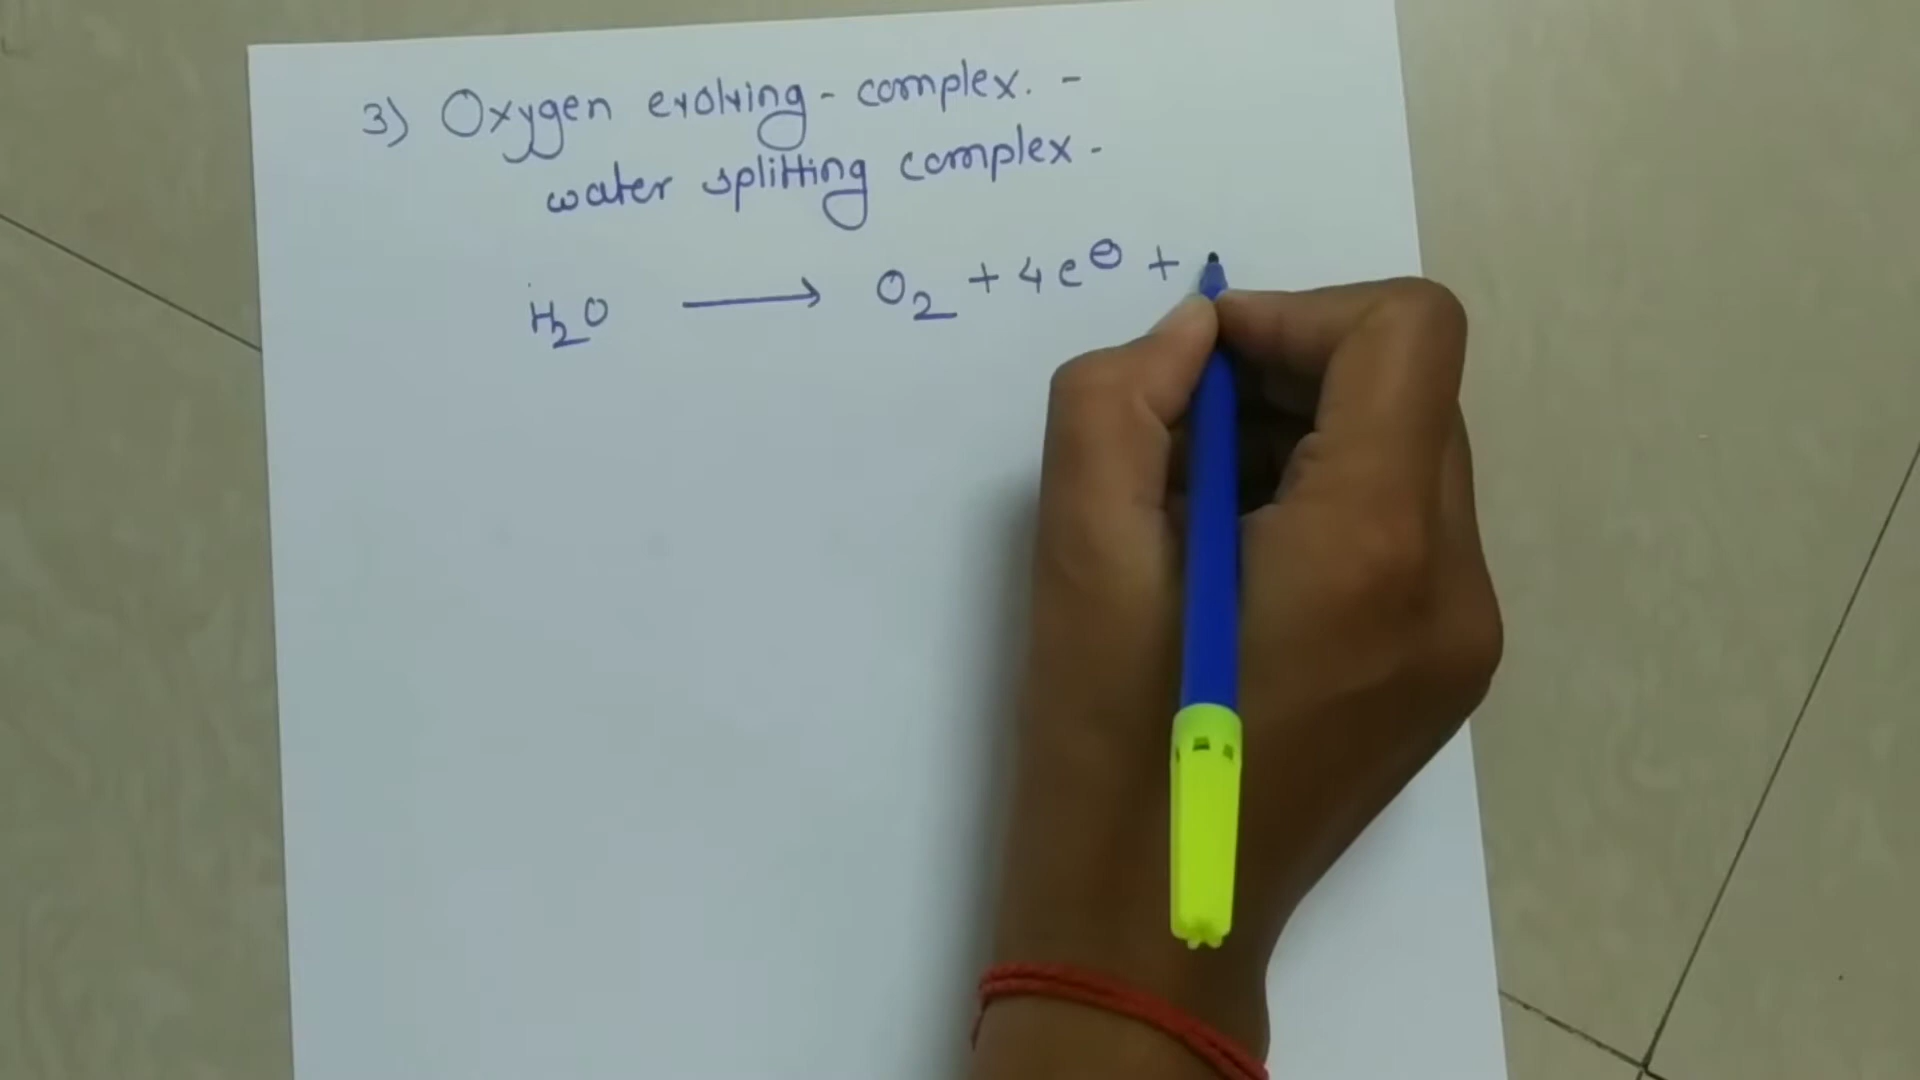 3) Oxygen evolving - complex. -
water splitting complex -
H₂O ⟶ O₂ + 4e⊖ +